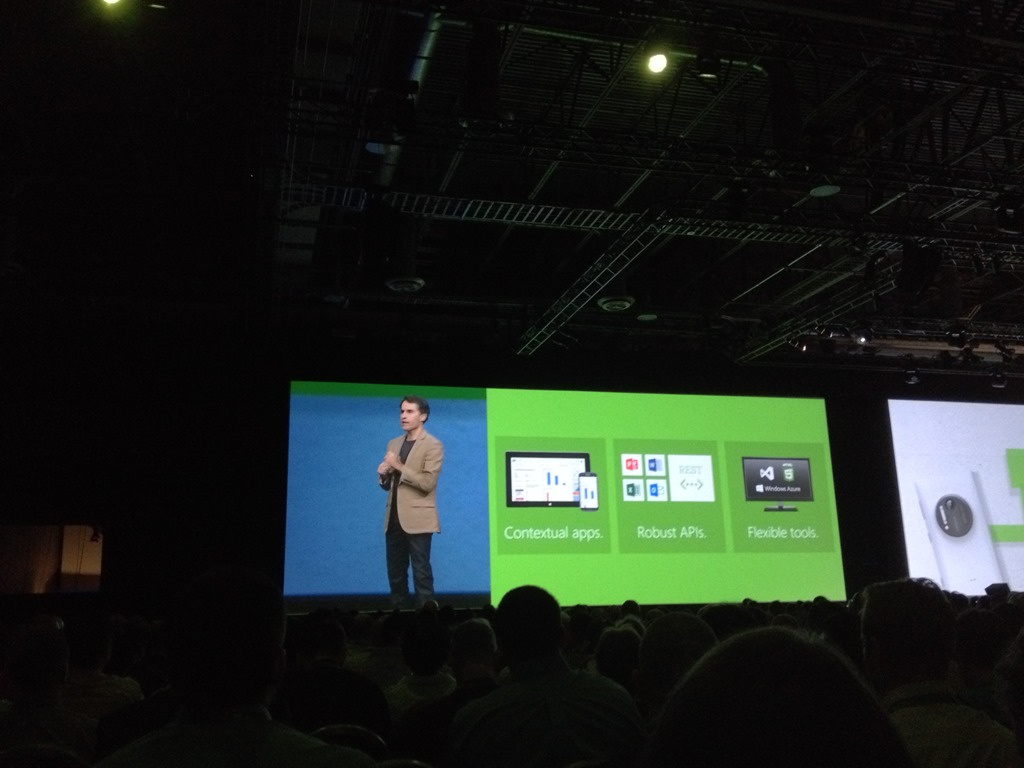 REST
Windows Azure
Contextual apps.
Robust APIs.
Flexible tools.